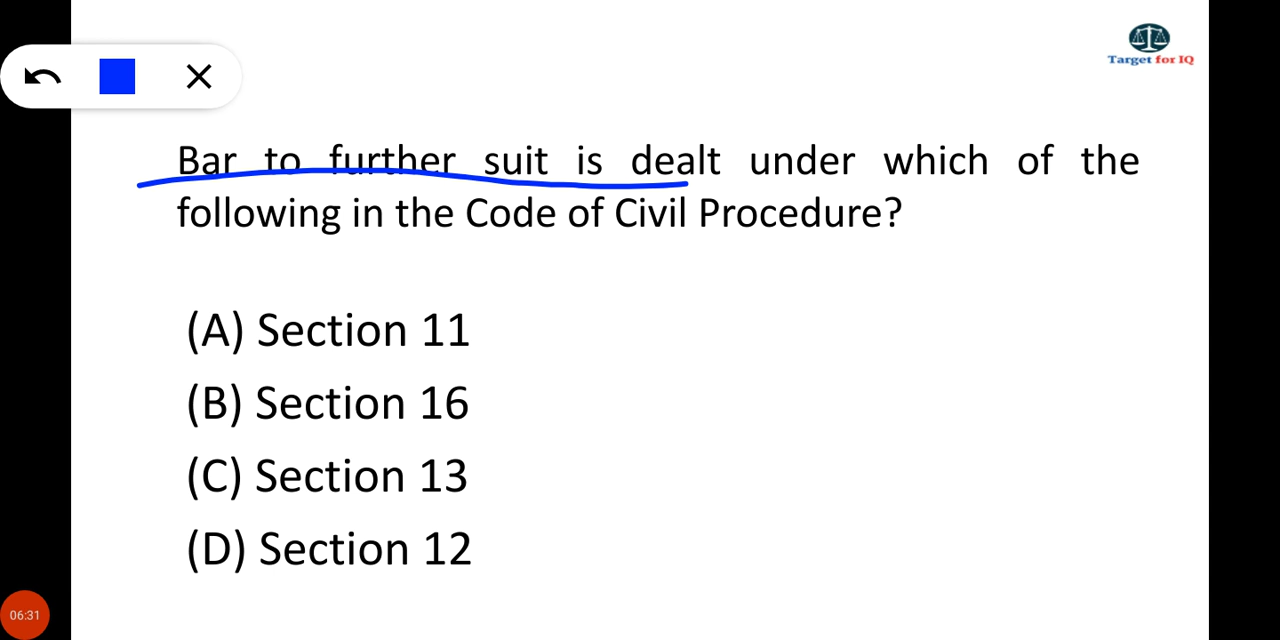 Target for IQ
Bar to further suit is dealt under which of the
following in the Code of Civil Procedure?
(A) Section 11
(B) Section 16
(C) Section 13
(D) Section 12
06:31